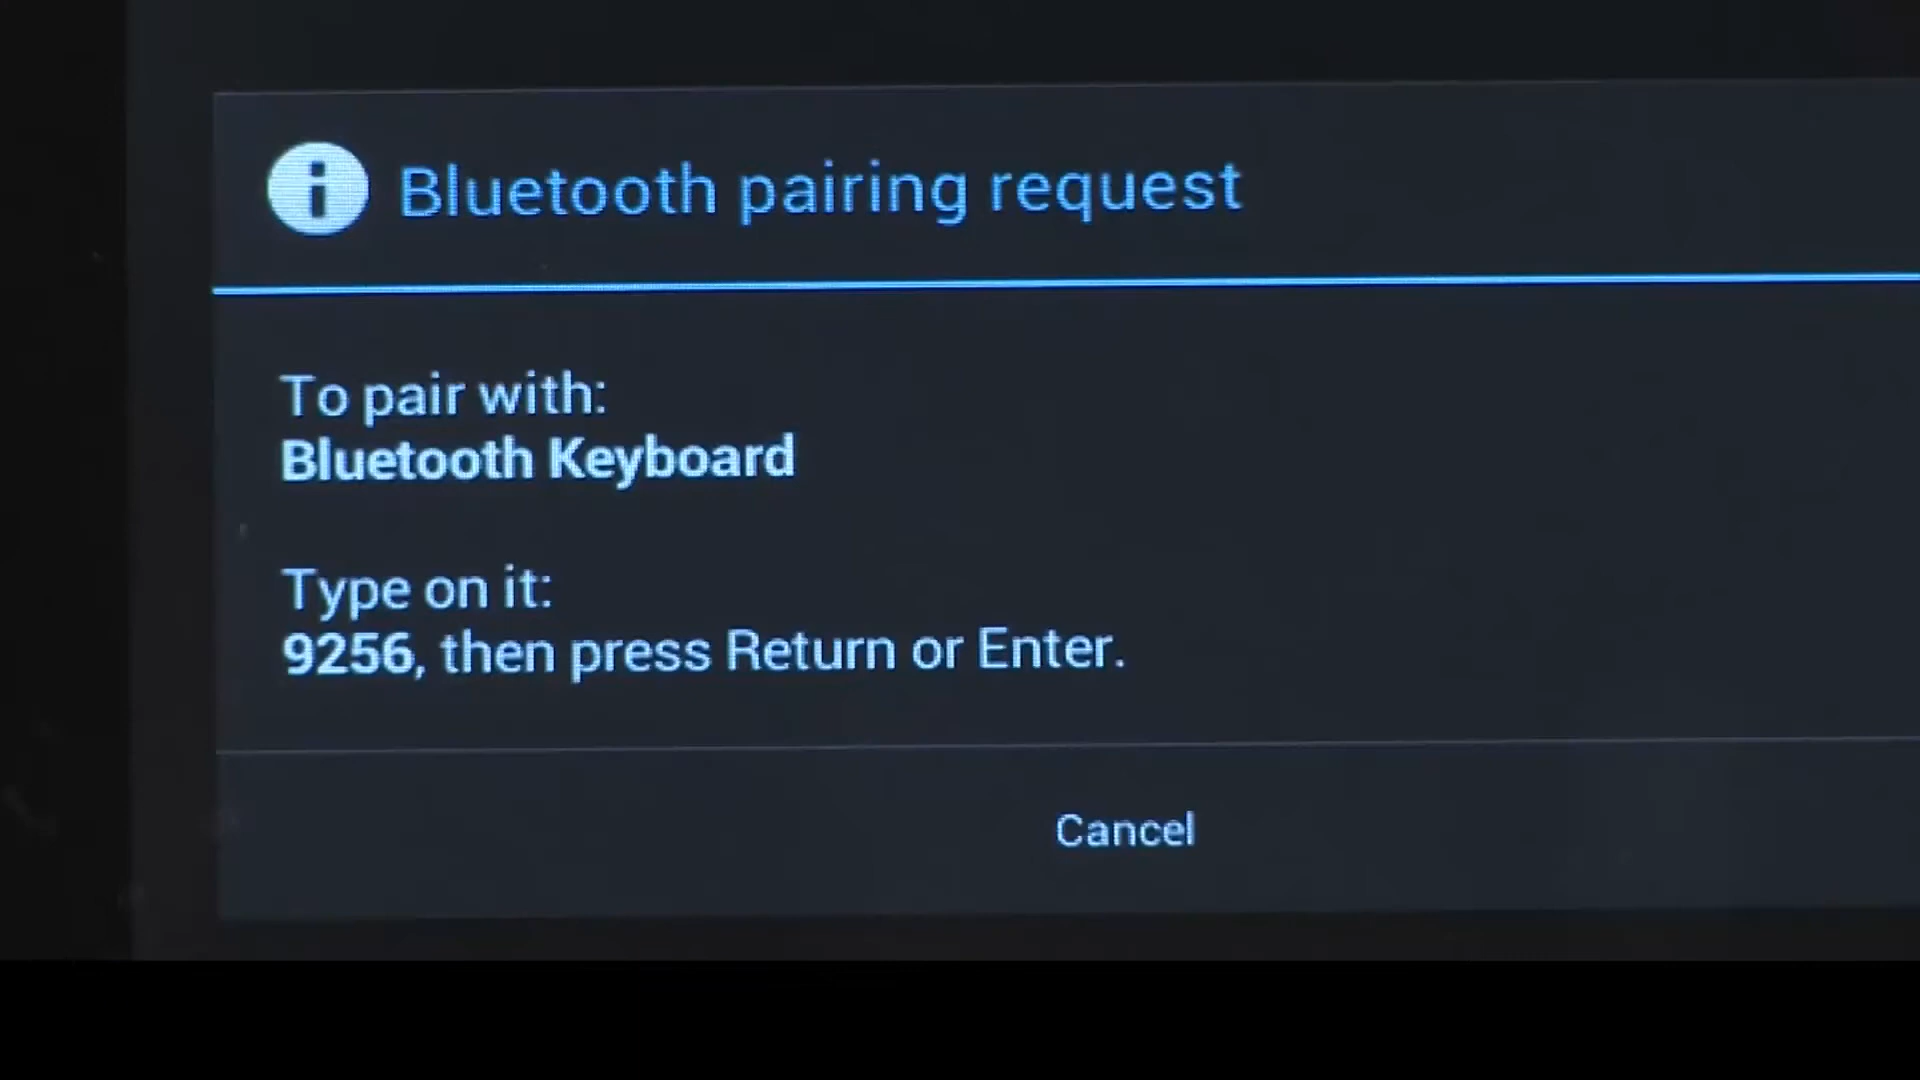 Bluetooth pairing request
To pair with:
Bluetooth Keyboard
Type on it:
9256, then press Return or Enter.
Cancel